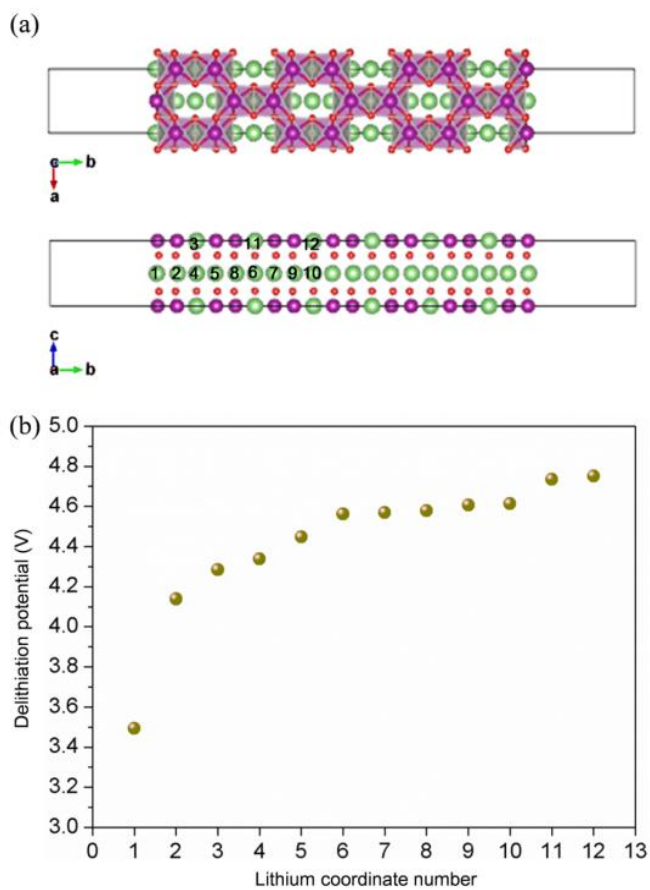 (a)
c
b
a
3 11 12
1 2 4 5 8 6 7 9 10
c
a
b
(b)
5.0
4.8
4.6
4.4
4.2
4.0
3.8
3.6
3.4
3.2
3.0
Delithiation potential (V)
0 1 2 3 4 5 6 7 8 9 10 11 12 13
Lithium coordinate number